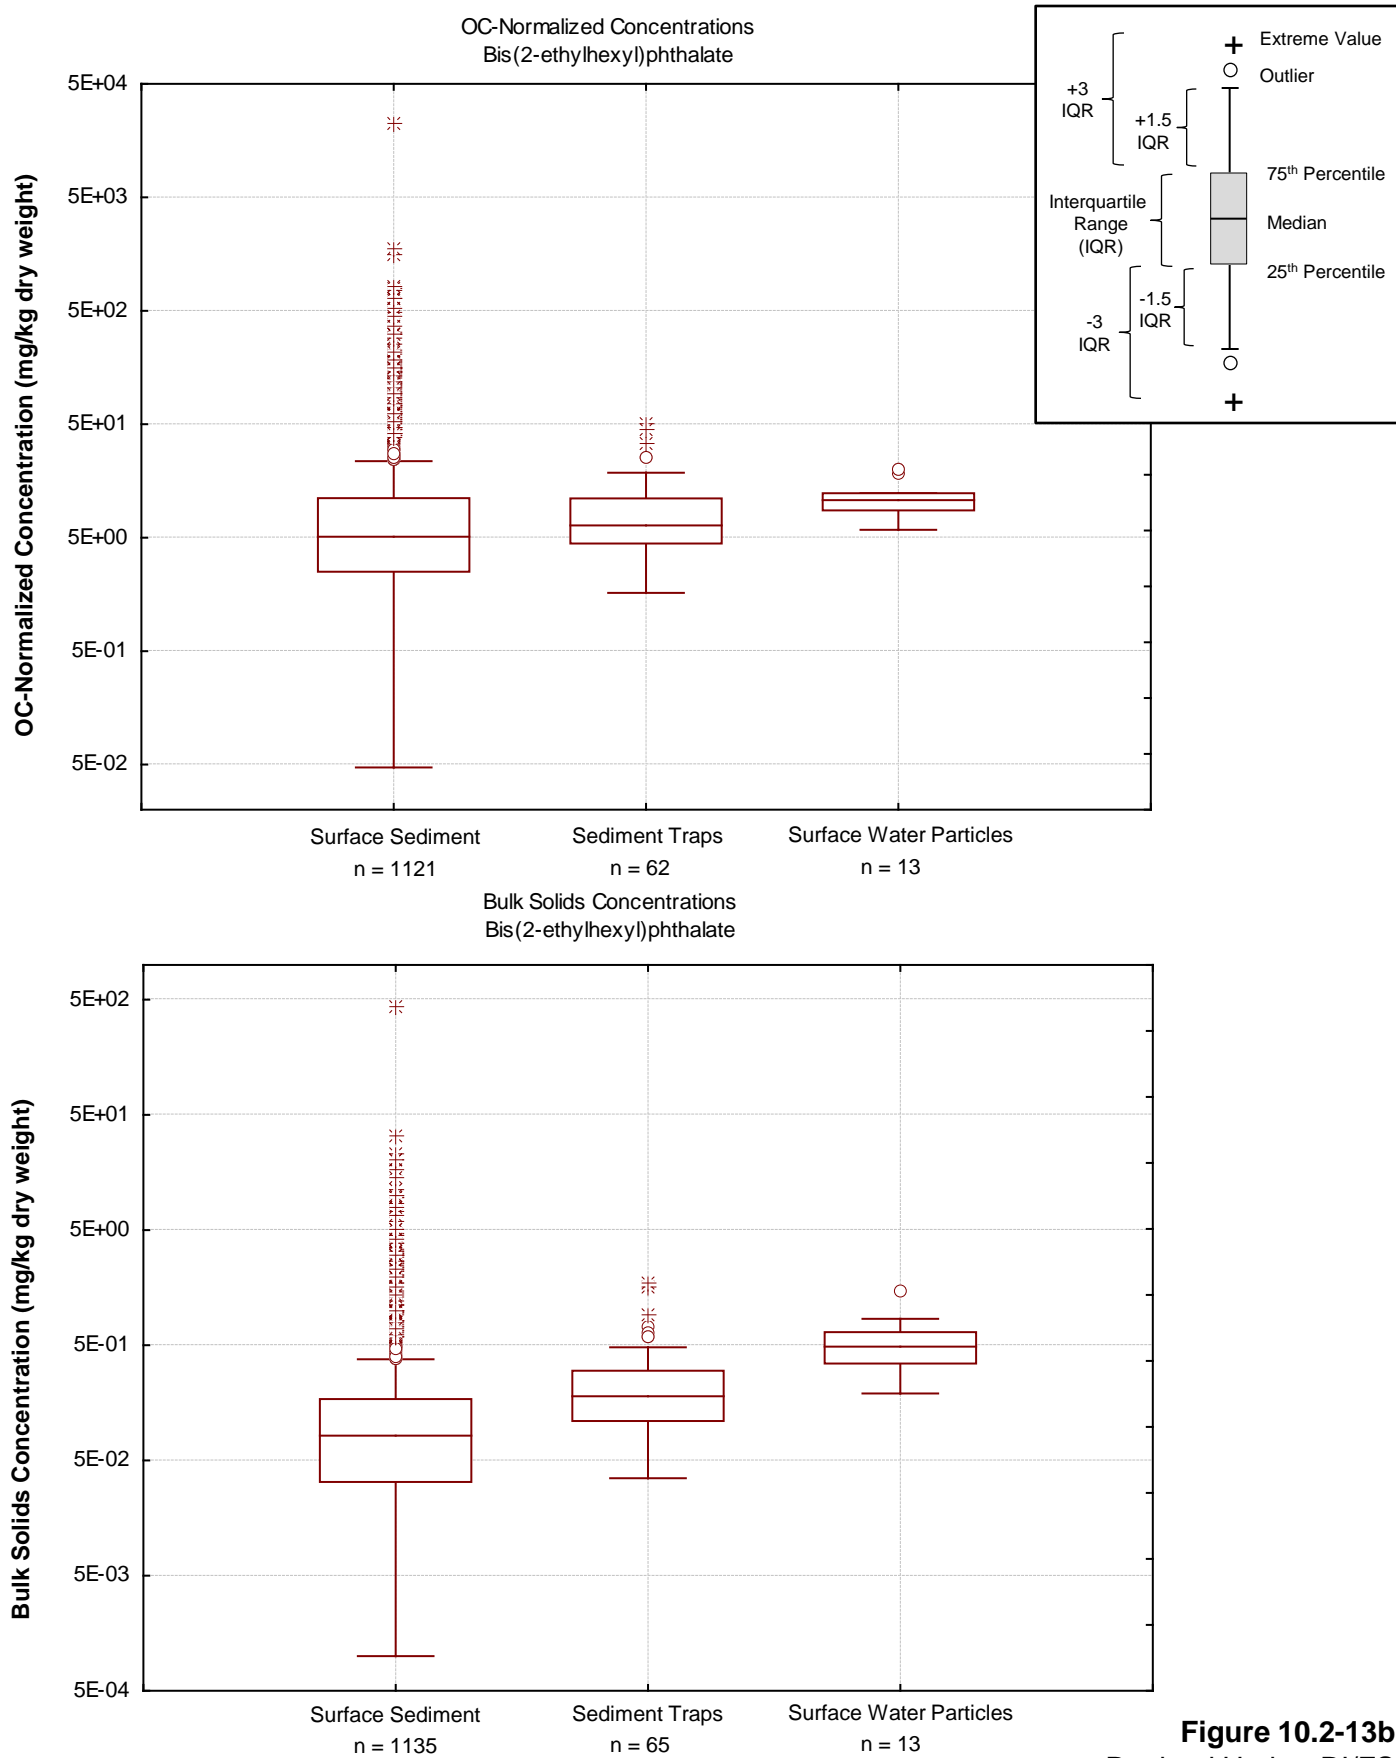 OC-Normalized Concentrations
Bis(2-ethylhexyl)phthalate
OC-Normalized Concentration (mg/kg dry weight)
5E+04
5E+03
5E+02
5E+01
5E+00
5E-01
5E-02
Surface Sediment
n = 1121
Sediment Traps
n = 62
Surface Water Particles
n = 13
+ Extreme Value
Outlier
+3
IQR
+1.5
IQR
75th Percentile
Interquartile
Range
(IQR)
Median
25th Percentile
-1.5
IQR
-3
IQR
+
Bulk Solids Concentrations
Bis(2-ethylhexyl)phthalate
Bulk Solids Concentration (mg/kg dry weight)
5E+02
5E+01
5E+00
5E-01
5E-02
5E-03
5E-04
Surface Sediment
n = 1135
Sediment Traps
n = 65
Surface Water Particles
n = 13
Figure 10.2-13b